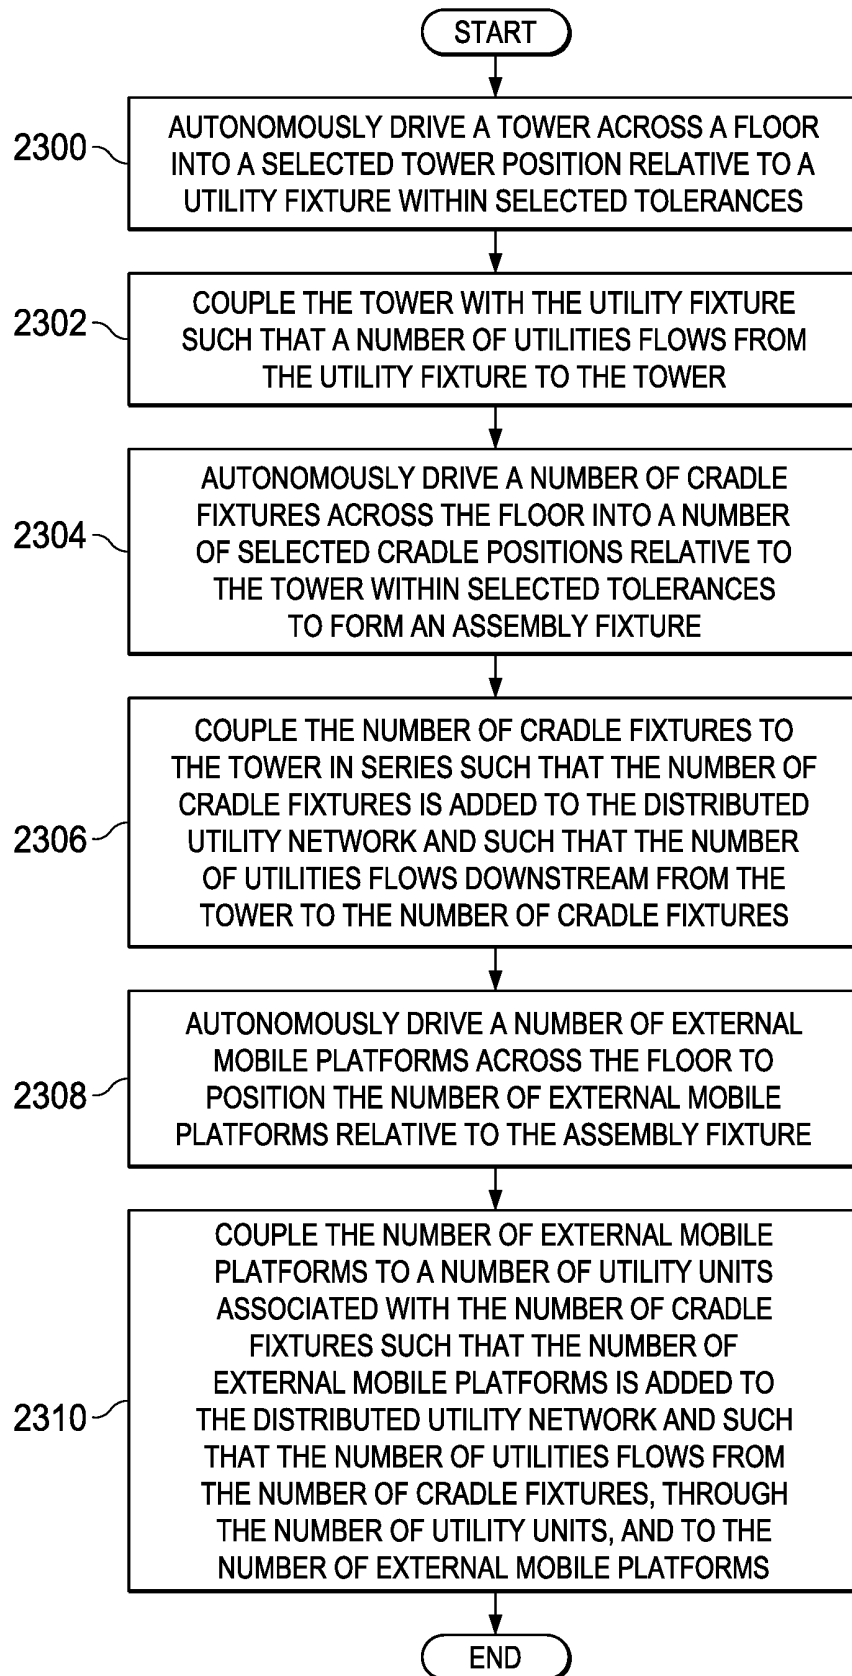 START
2300
AUTONOMOUSLY DRIVE A TOWER ACROSS A FLOOR
INTO A SELECTED TOWER POSITION RELATIVE TO A
UTILITY FIXTURE WITHIN SELECTED TOLERANCES
2302
COUPLE THE TOWER WITH THE UTILITY FIXTURE
SUCH THAT A NUMBER OF UTILITIES FLOWS FROM
THE UTILITY FIXTURE TO THE TOWER
2304
AUTONOMOUSLY DRIVE A NUMBER OF CRADLE
FIXTURES ACROSS THE FLOOR INTO A NUMBER
OF SELECTED CRADLE POSITIONS RELATIVE TO
THE TOWER WITHIN SELECTED TOLERANCES
TO FORM AN ASSEMBLY FIXTURE
2306
COUPLE THE NUMBER OF CRADLE FIXTURES TO
THE TOWER IN SERIES SUCH THAT THE NUMBER OF
CRADLE FIXTURES IS ADDED TO THE DISTRIBUTED
UTILITY NETWORK AND SUCH THAT THE NUMBER
OF UTILITIES FLOWS DOWNSTREAM FROM THE
TOWER TO THE NUMBER OF CRADLE FIXTURES
2308
AUTONOMOUSLY DRIVE A NUMBER OF EXTERNAL
MOBILE PLATFORMS ACROSS THE FLOOR TO
POSITION THE NUMBER OF EXTERNAL MOBILE
PLATFORMS RELATIVE TO THE ASSEMBLY FIXTURE
2310
COUPLE THE NUMBER OF EXTERNAL MOBILE
PLATFORMS TO A NUMBER OF UTILITY UNITS
ASSOCIATED WITH THE NUMBER OF CRADLE
FIXTURES SUCH THAT THE NUMBER OF
EXTERNAL MOBILE PLATFORMS IS ADDED TO
THE DISTRIBUTED UTILITY NETWORK AND SUCH
THAT THE NUMBER OF UTILITIES FLOWS FROM
THE NUMBER OF CRADLE FIXTURES, THROUGH
THE NUMBER OF UTILITY UNITS, AND TO THE
NUMBER OF EXTERNAL MOBILE PLATFORMS
END